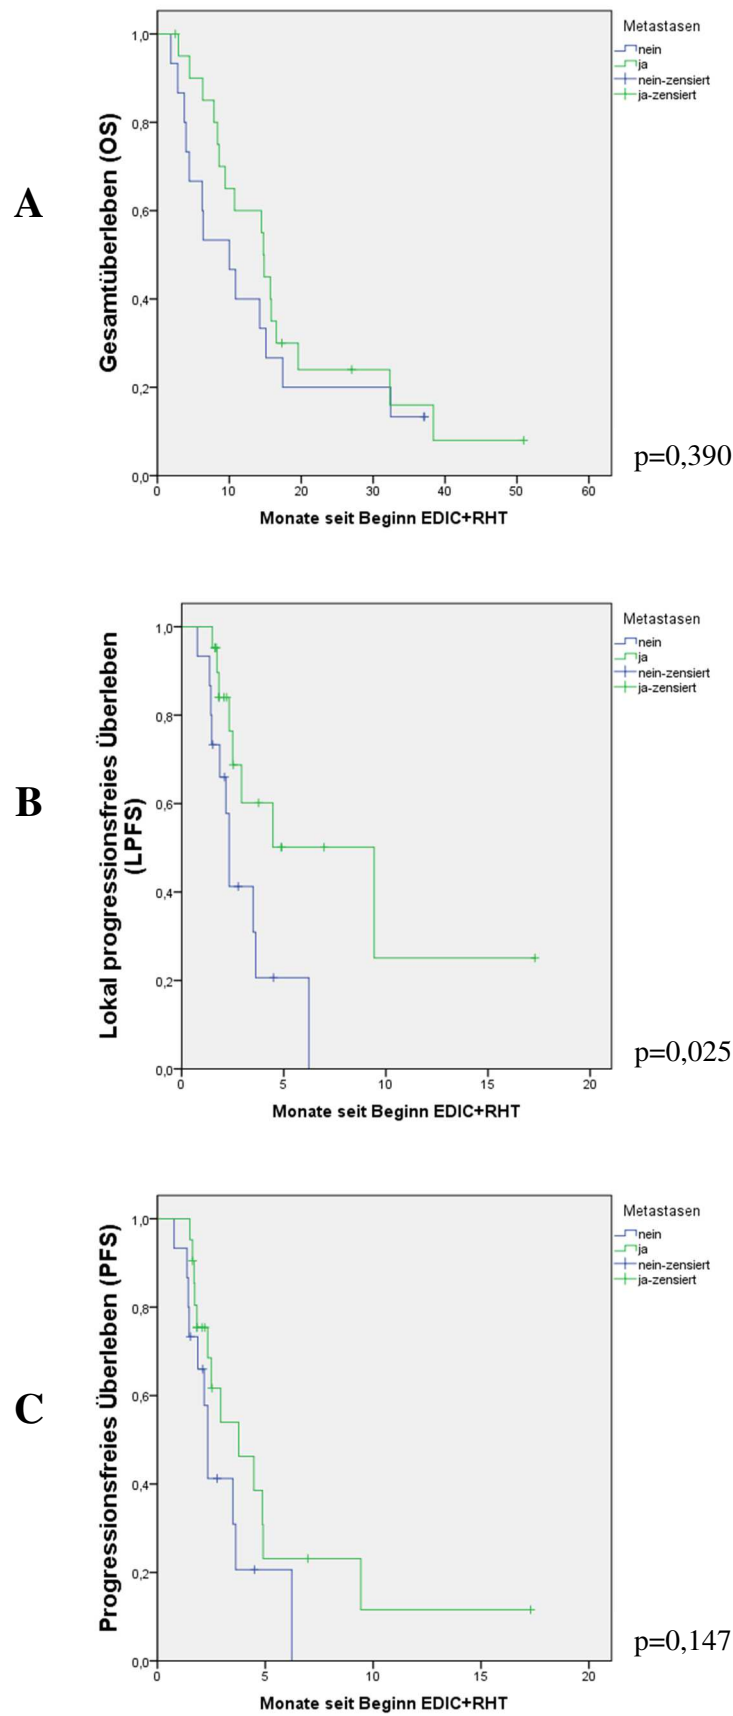 A
Gesamtüberleben (OS)
1,0
0,8
0,6
0,4
0,2
0,0
0 10 20 30 40 50 60
Monate seit Beginn EDIC+RHT
Metastasen
nein
ja
nein-zensiert
ja-zensiert
p=0,390
B
Lokal progressionsfreies Überleben
(LPFS)
1,0
0,8
0,6
0,4
0,2
0,0
0 5 10 15 20
Monate seit Beginn EDIC+RHT
Metastasen
nein
ja
nein-zensiert
ja-zensiert
p=0,025
C
Progressionsfreies Überleben (PFS)
1,0
0,8
0,6
0,4
0,2
0,0
0 5 10 15 20
Monate seit Beginn EDIC+RHT
Metastasen
nein
ja
nein-zensiert
ja-zensiert
p=0,147